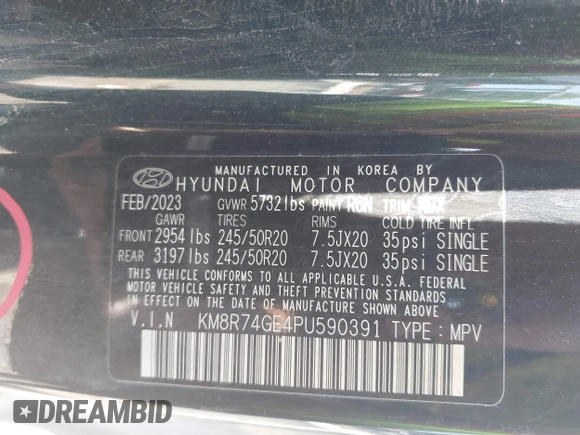 MANUFACTURED IN KOREA BY
HYUNDAI MOTOR COMPANY
FEB/2023 GVWR 5732lbs PAINT R8N TRIM
GAWR TIRES RIMS COLD TIRE INFL
FRONT 2954lbs 245/50R20 7.5JX20 35psi SINGLE
REAR 3197lbs 245/50R20 7.5JX20 35psi SINGLE
THIS VEHICLE CONFORMS TO ALL APPLICABLE U.S.A. FEDERAL
MOTOR VEHICLE SAFETY AND BUMPER AND THEFT PREVENTION STANDARDS
IN EFFECT ON THE DATE OF MANUFACTURE SHOWN ABOVE.
V.I.N KM8R74GE4PU590391 TYPE : MPV
DREAMBID